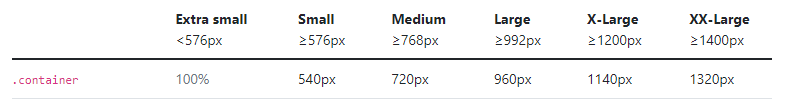 Extra small Small Medium Large X-Large XX-Large
<576px ≥576px ≥768px ≥992px ≥1200px ≥1400px
.container 100% 540px 720px 960px 1140px 1320px